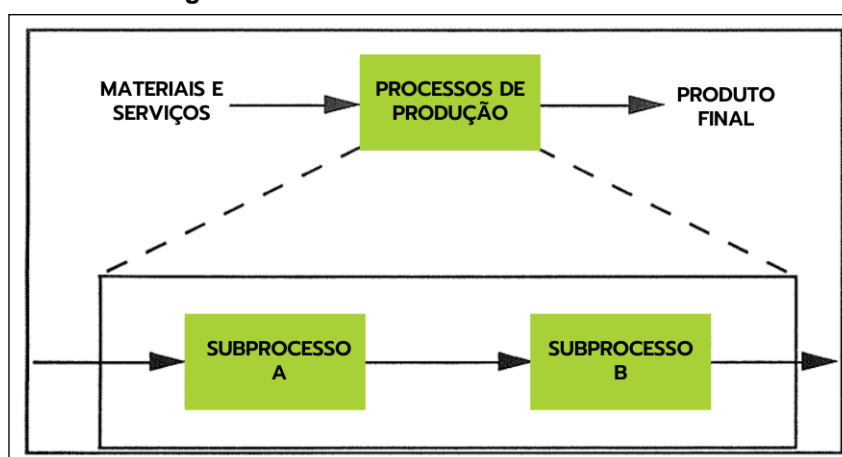 MATERIAIS E
SERVIÇOS
PROCESSOS DE
PRODUÇÃO
PRODUTO
FINAL
SUBPROCESSO
A
SUBPROCESSO
B